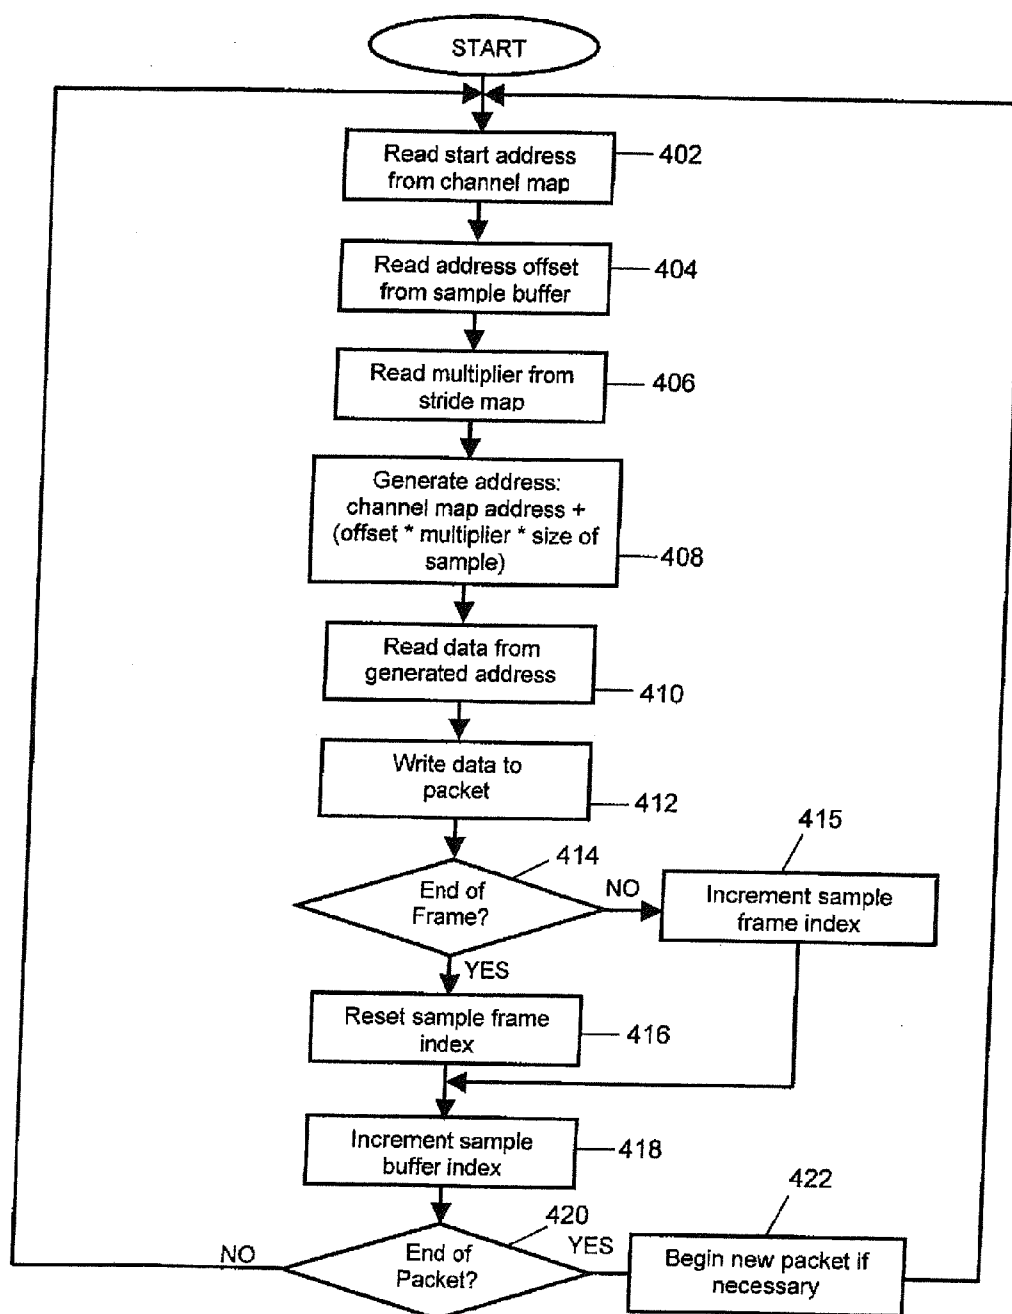 START
Read start address
from channel map
402
Read address offset
from sample buffer
404
Read multiplier from
stride map
406
Generate address:
channel map address +
(offset * multiplier * size of
sample)
408
Read data from
generated address
410
Write data to
packet
412
End of
Frame?
414
NO
415
Increment sample
frame index
YES
Reset sample frame
index
416
Increment sample
buffer index
418
End of
Packet?
420
NO
YES
422
Begin new packet if
necessary